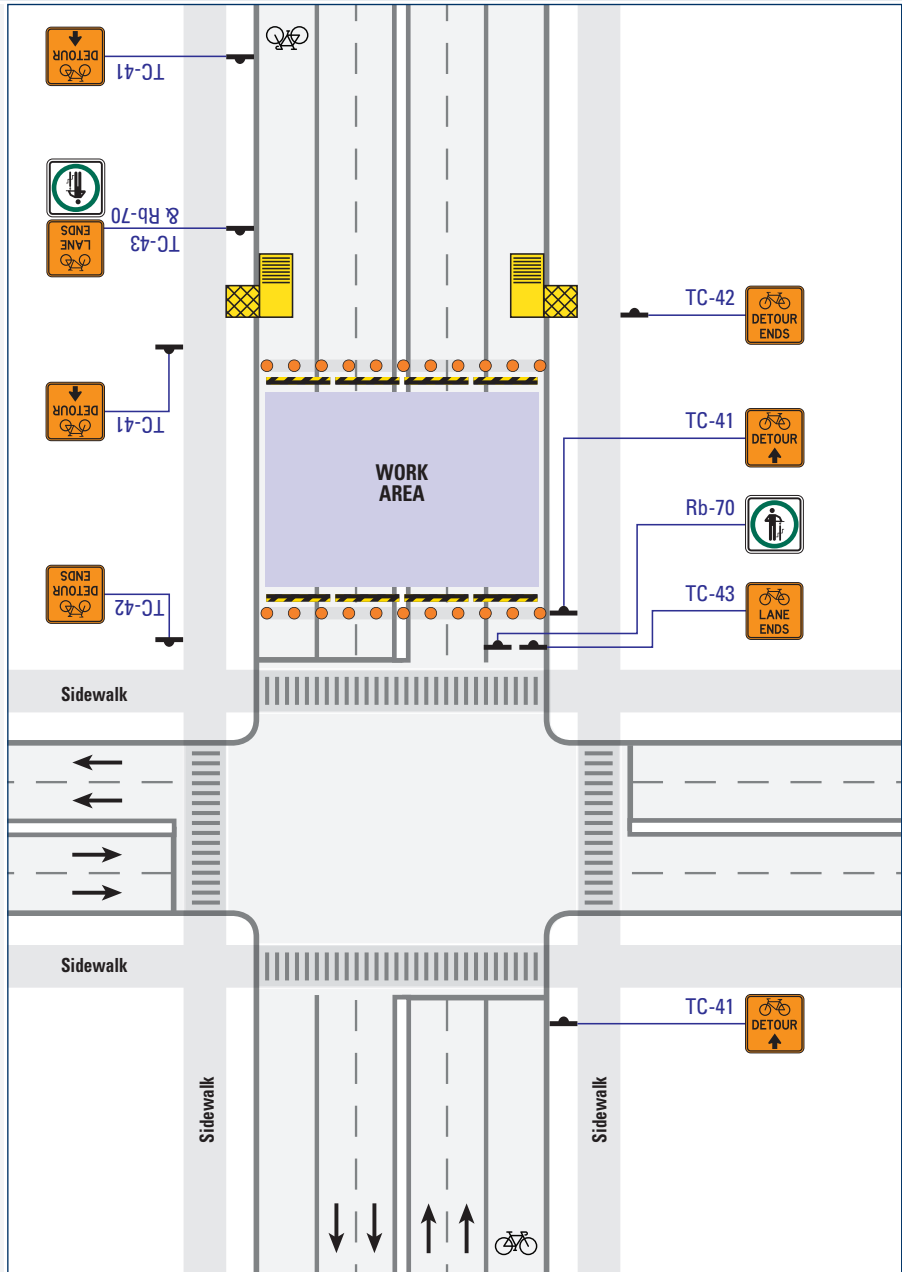 DETOUR
TC-41
Rb-70 &
TC-43
LANE
ENDS
TC-42
DETOUR
ENDS
DETOUR
TC-41
TC-41
DETOUR
WORK
AREA
Rb-70
TC-43
LANE
ENDS
TC-42
DETOUR
ENDS
Sidewalk
Sidewalk
TC-41
DETOUR
Sidewalk
Sidewalk